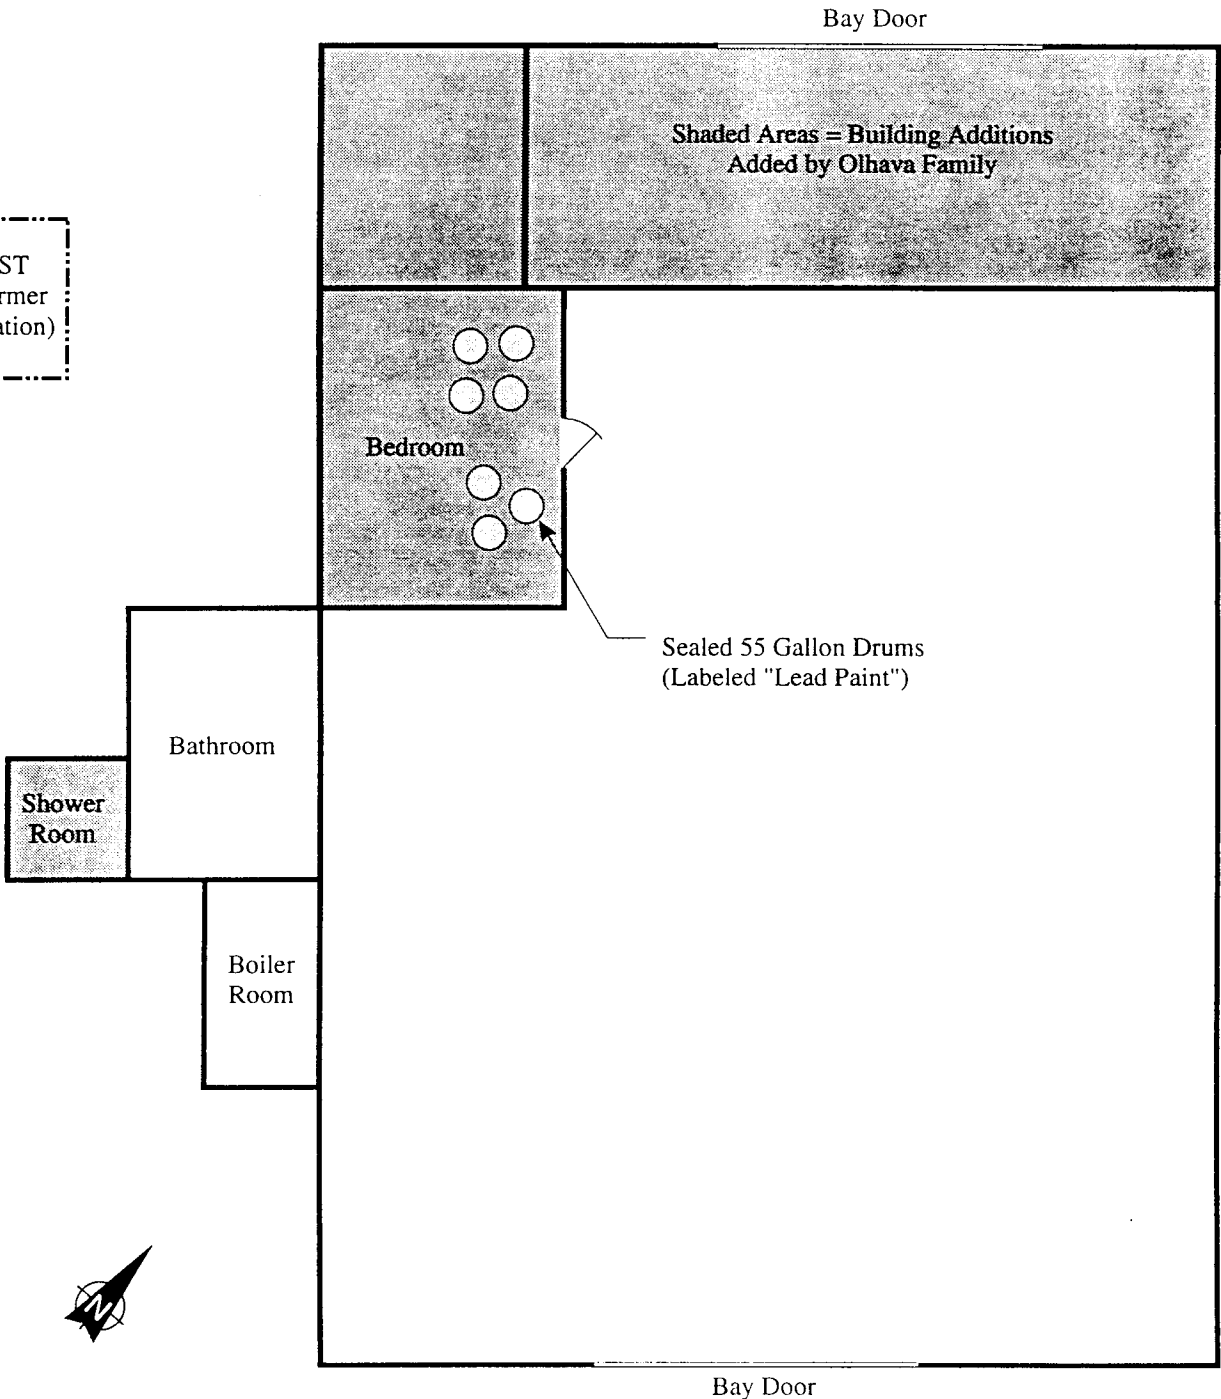 Bay Door
Shaded Areas = Building Additions
Added by Olhava Family
ST
rmer
ation)
Bedroom
Sealed 55 Gallon Drums
(Labeled "Lead Paint")
Bathroom
Shower
Room
Boiler
Room
N
Bay Door